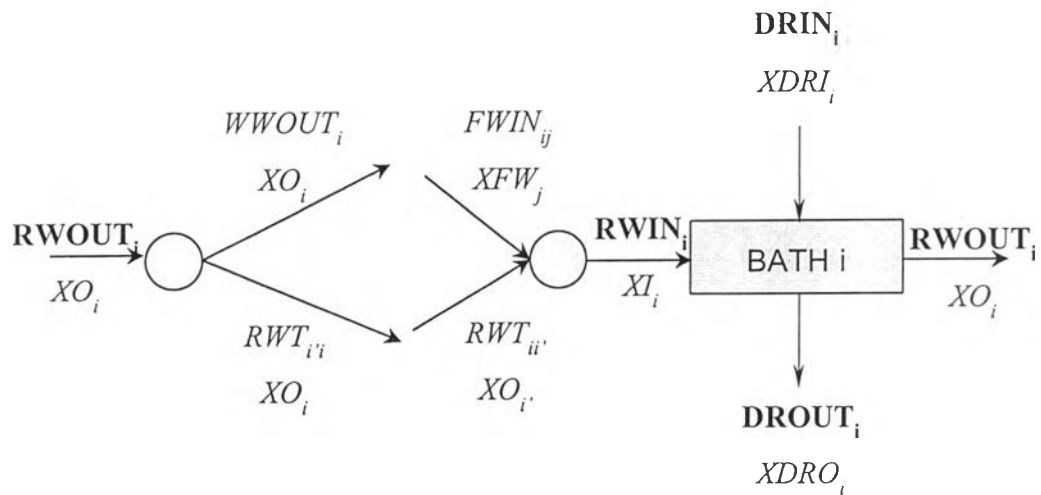 DRIN_i
XDRI_i
WWOUT_i
XO_i
FWIN_ij
XFW_j
RWOUT_i
XO_i
RWIN_i
XI_i
BATH i
RWOUT_i
XO_i
RWT_i'i
XO_i
RWT_ii'
XO_i'
DROUT_i
XDRO_i